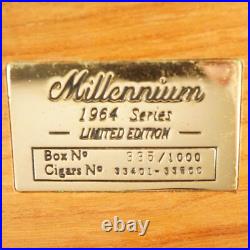 Millennium
1964 Series
LIMITED EDITION
Box Nº 335/1000
Cigars Nº 33401-33500